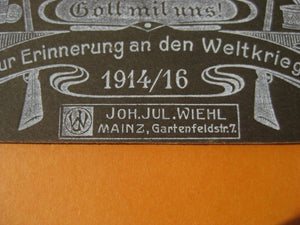 Gott mit uns!
ur Erinnerung an den Weltkrieg
1914/16
W JOH. JUL. WIEHL
MAINZ, Gartenfeldstr. 7.